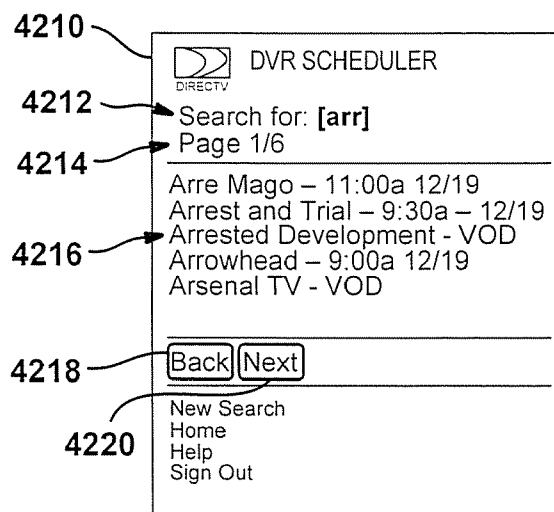 4210
DVR SCHEDULER
DIRECTV
4212
Search for: [arr]
4214
Page 1/6
Arre Mago – 11:00a 12/19
Arrest and Trial – 9:30a – 12/19
4216
Arrested Development - VOD
Arrowhead – 9:00a 12/19
Arsenal TV - VOD
4218
Back Next
4220
New Search
Home
Help
Sign Out